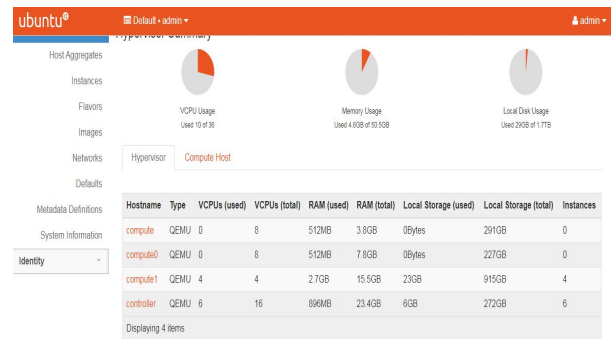 ubuntu® Default • admin admin
Hypervisor Summary
Host Aggregates
Instances
Flavors
Images
Networks
Defaults
Metadata Definitions
System Information
Identity
VCPU Usage Memory Usage Local Disk Usage
Used 10 of 36 Used 4.6GB of 50.5GB Used 29GB of 1.7TB
Hypervisor Compute Host
Hostname Type VCPUs (used) VCPUs (total) RAM (used) RAM (total) Local Storage (used) Local Storage (total) Instances
compute QEMU 0 8 512MB 3.8GB 0Bytes 291GB 0
compute0 QEMU 0 8 512MB 7.8GB 0Bytes 227GB 0
compute1 QEMU 4 4 2.7GB 15.5GB 23GB 915GB 4
controller QEMU 6 16 896MB 23.4GB 6GB 272GB 6
Displaying 4 items